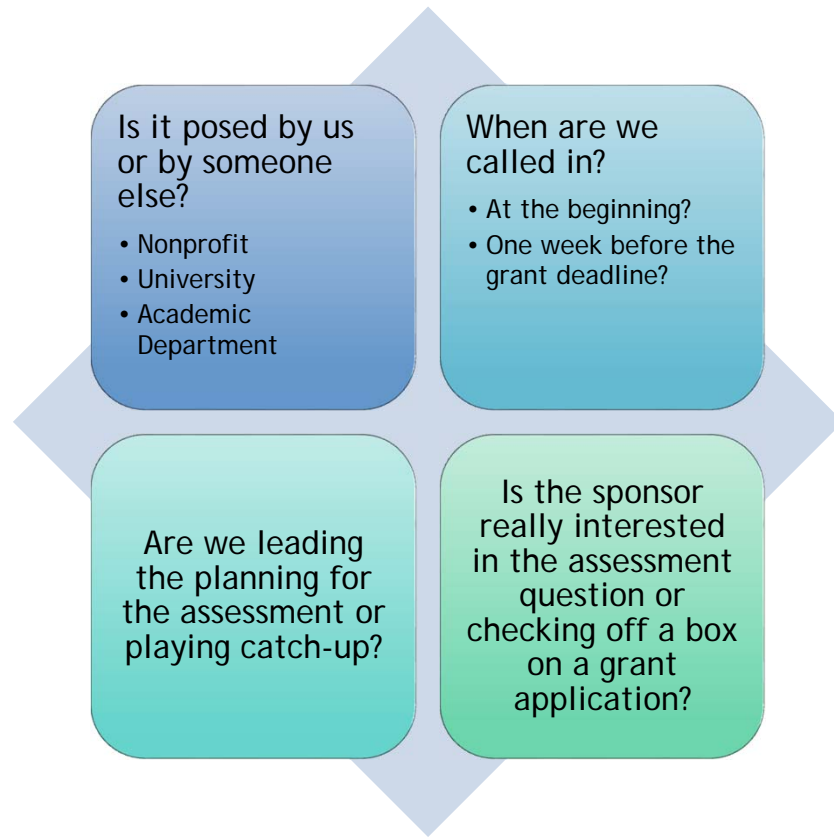 Is it posed by us
or by someone
else?
• Nonprofit
• University
• Academic
Department
When are we
called in?
• At the beginning?
• One week before the
grant deadline?
Are we leading
the planning for
the assessment or
playing catch-up?
Is the sponsor
really interested
in the assessment
question or
checking off a box
on a grant
application?